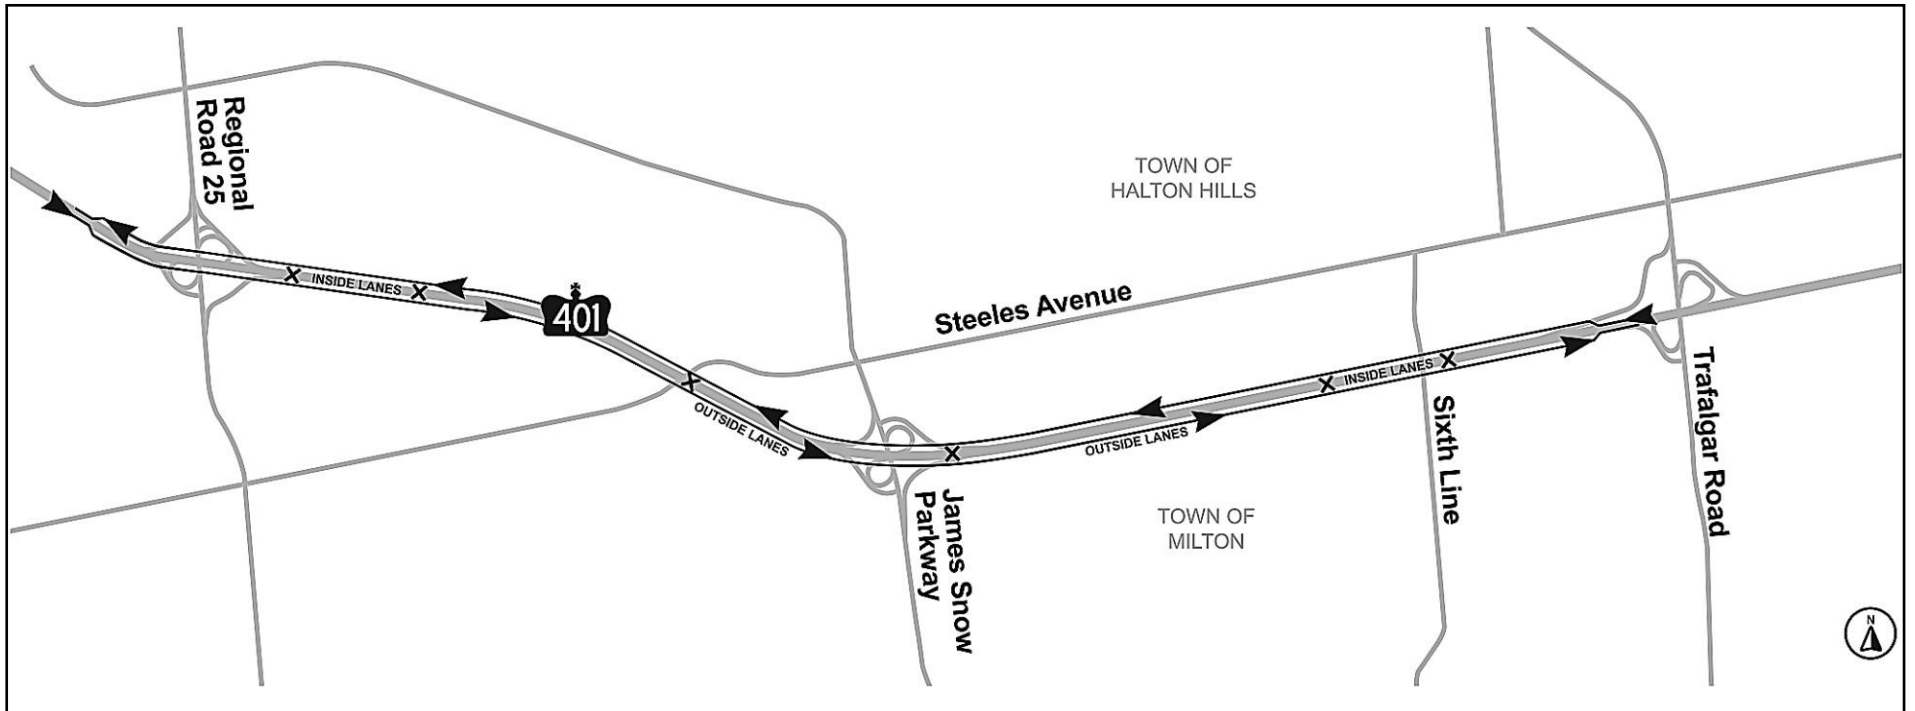 Regional
Road 25
TOWN OF
HALTON HILLS
INSIDE LANES
401
Steeles Avenue
OUTSIDE LANES
INSIDE LANES
OUTSIDE LANES
Sixth Line
Trafalgar Road
James Snow
Parkway
TOWN OF
MILTON
N